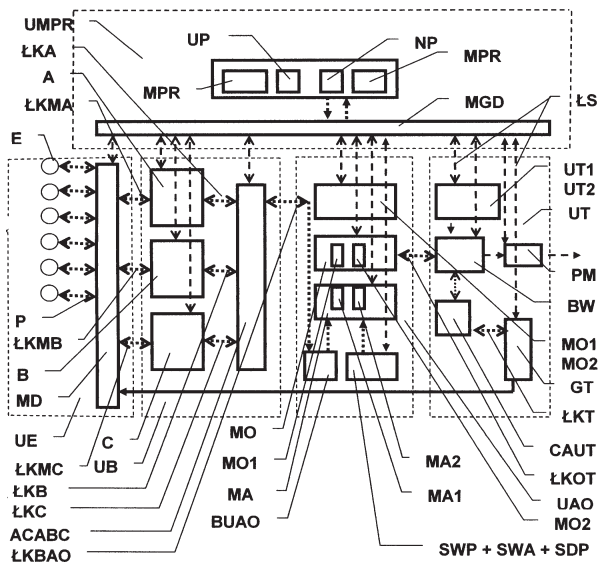 UMPR
ŁKA
UP
NP
MPR
A
MPR
ŁKMA
MGD
ŁS
E
UT1
UT2
UT
PM
P
BW
ŁKMB
B
MO1
MO2
MD
GT
ŁKT
UE
C
MO
CAUT
UB
MO1
MA2
ŁKMC
ŁKOT
ŁKB
MA
MA1
UAO
ŁKC
BUAO
MO2
ACABC
ŁKBAO
SWP + SWA + SDP